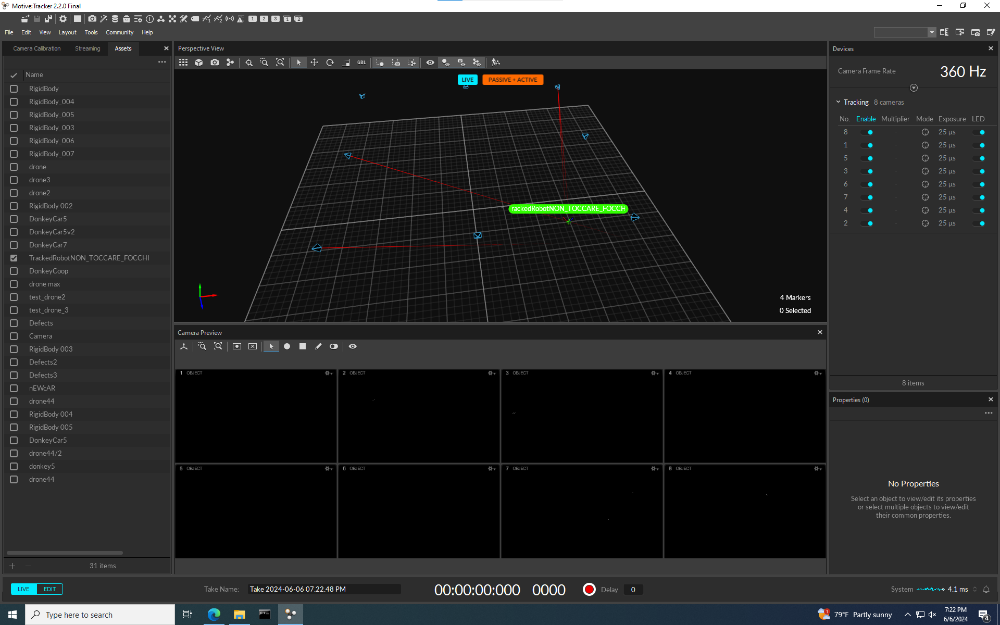 Motive:Tracker 2.2.0 Final
1 2 3 1 2
File Edit View Layout Tools Community Help
Camera Calibration Streaming Assets
Name
RigidBody
RigidBody_004
RigidBody_005
RigidBody_003
RigidBody_006
RigidBody_007
drone
drone3
drone2
RigidBody 002
DonkeyCar5
DonkeyCar5v2
DonkeyCar7
TrackedRobotNON_TOCCARE_FOCCHI
DonkeyCoop
drone max
test_drone2
test_drone_3
Defects
Camera
RigidBody 003
Defects2
Defects3
nEWcAR
drone44
RigidBody 004
RigidBody 005
DonkeyCar5
drone44/2
donkey5
drone44
31 items
Perspective View
GBL
LIVE PASSIVE + ACTIVE
rackedRobotNON_TOCCARE_FOCCH
4 Markers
0 Selected
Camera Preview
1 OBJECT
2 OBJECT
3 OBJECT
4 OBJECT
5 OBJECT
6 OBJECT
7 OBJECT
8 OBJECT
Devices
Camera Frame Rate 360 Hz
Tracking 8 cameras
No. Enable Multiplier Mode Exposure LED
8 - 25 µs
1 - 25 µs
5 - 25 µs
3 - 25 µs
6 - 25 µs
7 - 25 µs
4 - 25 µs
2 - 25 µs
8 items
Properties (0)
No Properties
Select an object to view/edit its properties
or select multiple objects to view/edit
their common properties.
LIVE EDIT
Take Name: Take 2024-06-06 07.22.48 PM
00:00:00:000 0000
Delay 0
System 4.1 ms
Type here to search
1
79°F Partly sunny
7:22 PM
6/6/2024
4